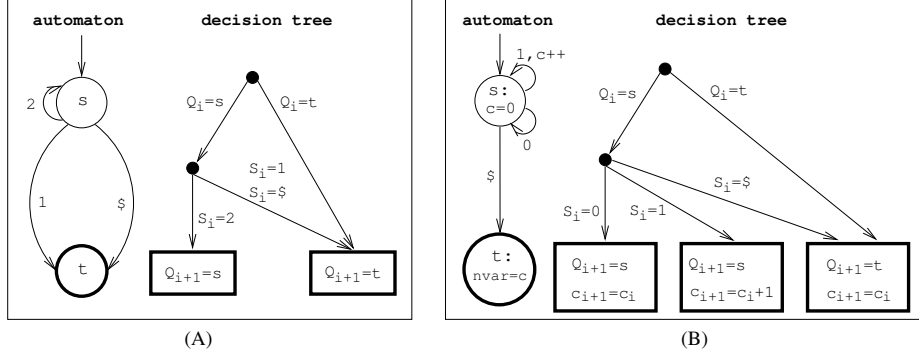 automaton decision tree
s
2
1
$
t
Q_i=s
Q_i=t
S_i=1
S_i=$
S_i=2
Q_{i+1}=s
Q_{i+1}=t
(A)
automaton decision tree
1,c++
s:
c=0
0
$
t:
nvar=c
Q_i=s
Q_i=t
S_i=$
S_i=0
S_i=1
Q_{i+1}=s
c_{i+1}=c_i
Q_{i+1}=s
c_{i+1}=c_i+1
Q_{i+1}=t
c_{i+1}=c_i
(B)